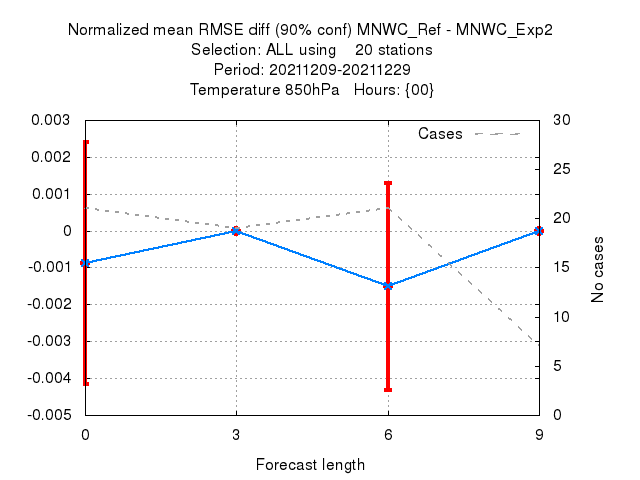 Normalized mean RMSE diff (90% conf) MNWC_Ref - MNWC_Exp2
Selection: ALL using    20 stations
Period: 20211209-20211229
Temperature 850hPa   Hours: {00}
Cases
0.003
0.002
0.001
0
-0.001
-0.002
-0.003
-0.004
-0.005
30
25
20
15
10
5
0
No cases
0 3 6 9
Forecast length